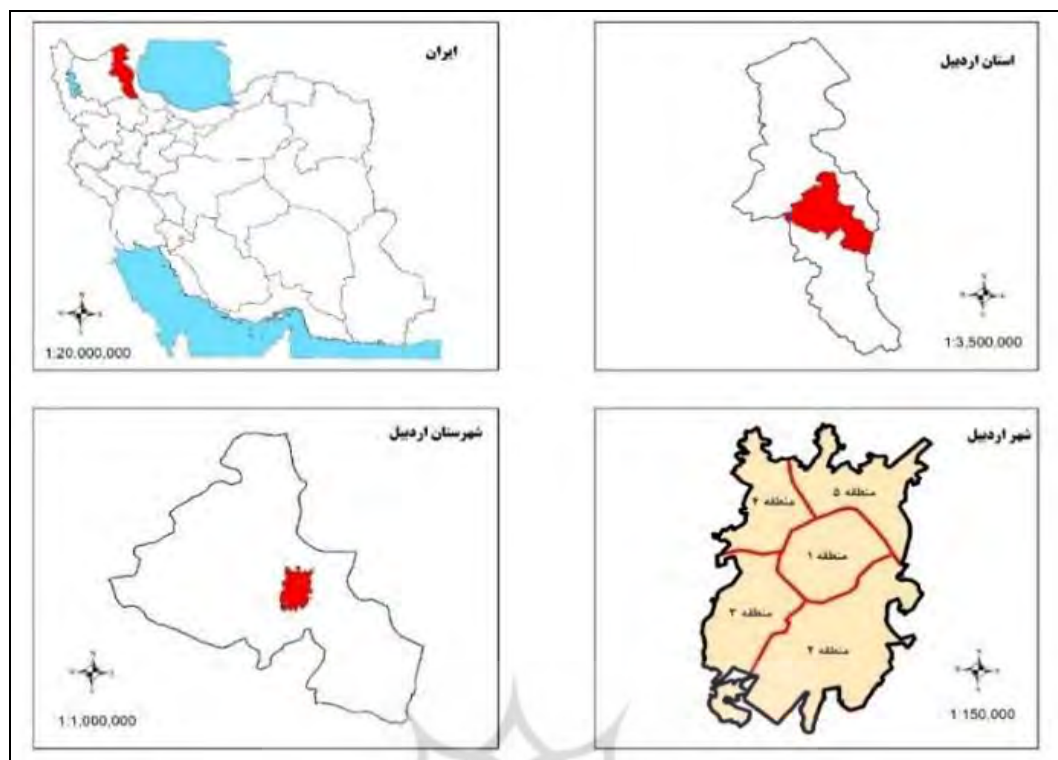 ایران
1:20.000,000
استان اردبیل
1:3,500,000
شهرستان اردبیل
1:1,000,000
شهر اردبیل
منطقه ۵
منطقه ۴
منطقه ۱
منطقه ۳
منطقه ۲
1:150,000